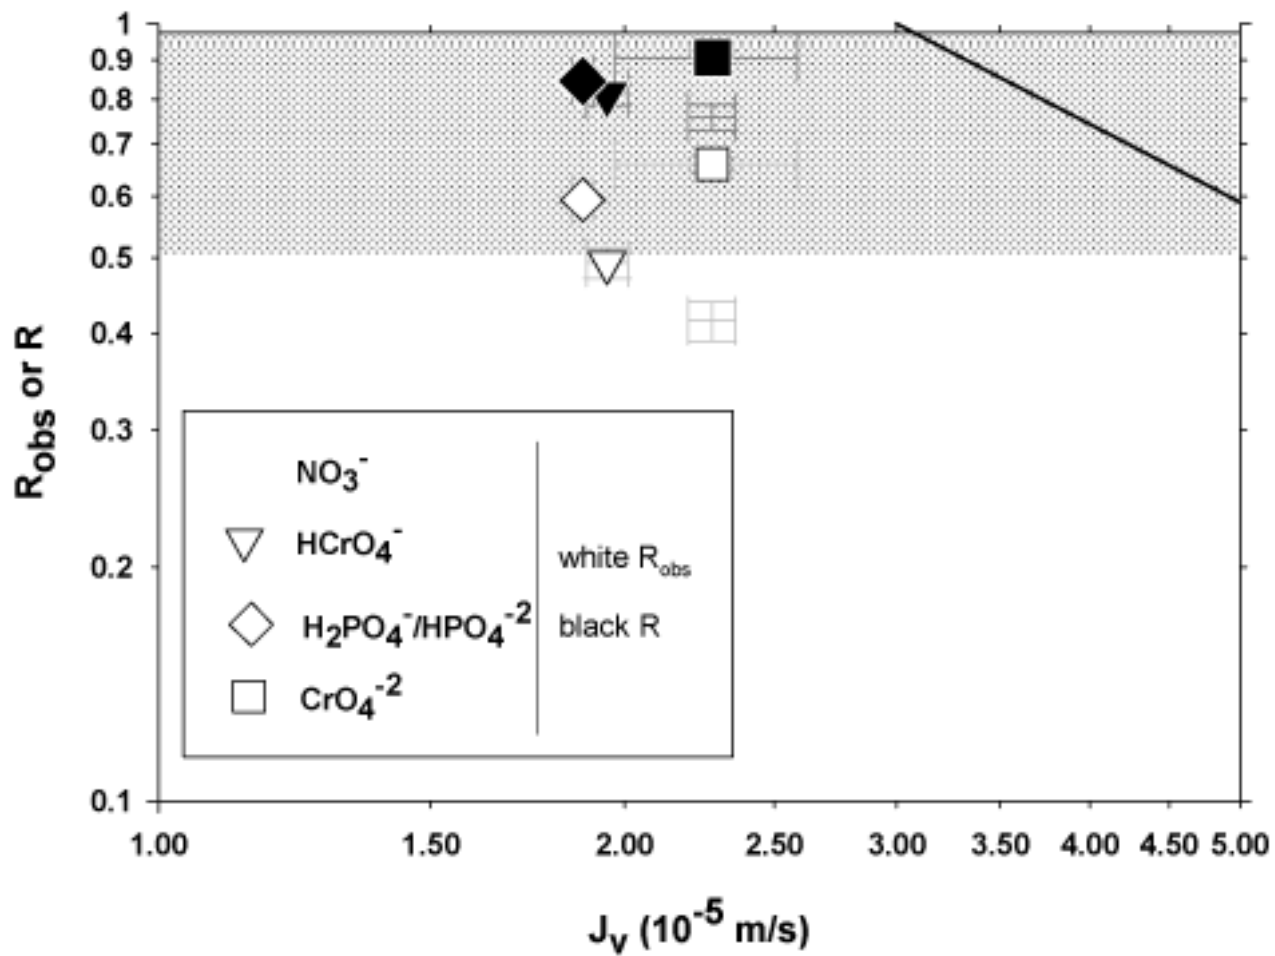 1
0.9
0.8
0.7
0.6
0.5
0.4
0.3
0.2
0.1
R_obs or R
NO3-
HCrO4-
H2PO4-/HPO4-2
CrO4-2
white Robs
black R
1.00 1.50 2.00 2.50 3.00 3.50 4.00 4.50 5.00
Jv (10-5 m/s)